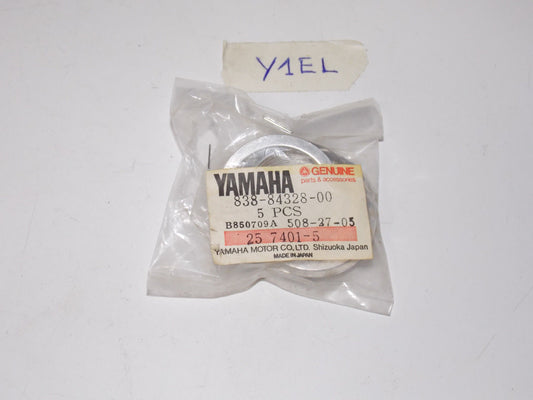 Y1EL
YAMAHA GENUINE
parts & accessories
838-84328-00
5 PCS
B850709A 508-27-05
25 7401-5
YAMAHA MOTOR CO., LTD. Shizuoka Japan
MADE IN JAPAN